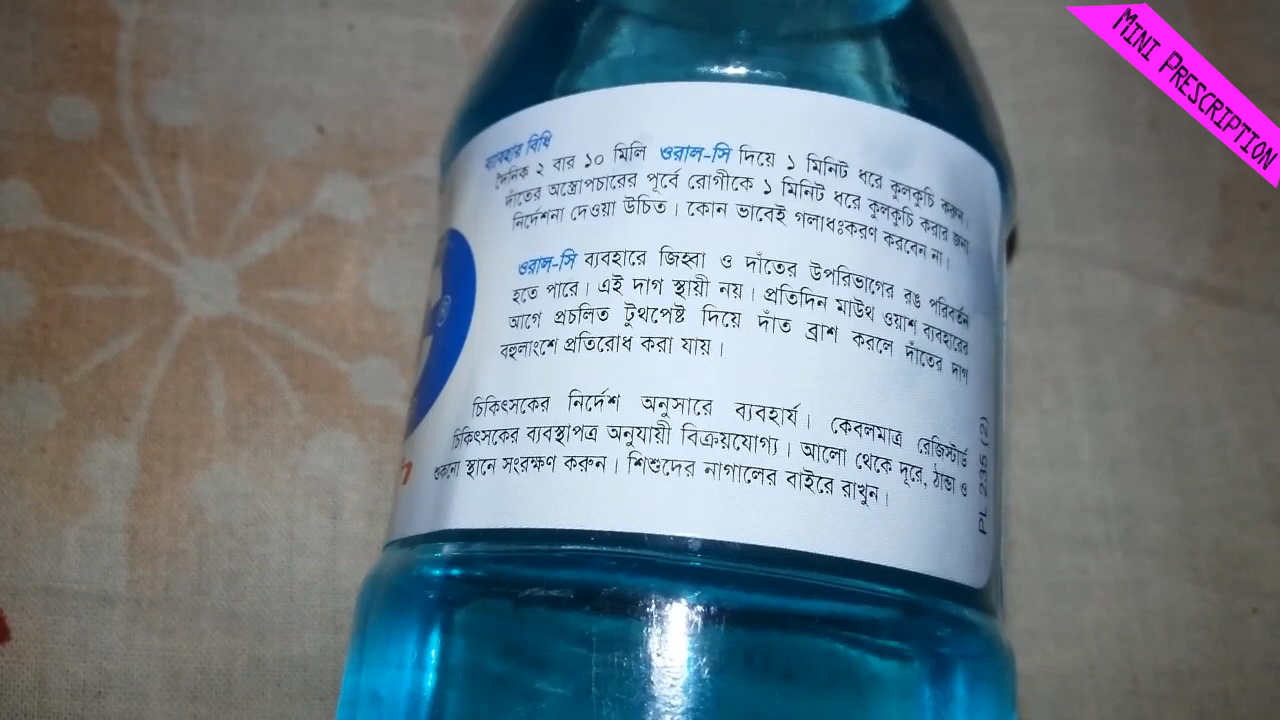 MINI PRESCRIPTION
ব্যবহার বিধি
দৈনিক ২ বার ১০ মিলি ওরাল-সি দিয়ে ১ মিনিট ধরে কুলকুচি করুন।
দাঁতের অস্ত্রোপচারের পূর্বে রোগীকে ১ মিনিট ধরে কুলকুচি করার জন্য
নির্দেশনা দেওয়া উচিত। কোন ভাবেই গলাধঃকরণ করবেন না।
ওরাল-সি ব্যবহারে জিহ্বা ও দাঁতের উপরিভাগের রঙ পরিবর্তন
হতে পারে। এই দাগ স্থায়ী নয়। প্রতিদিন মাউথ ওয়াশ ব্যবহারের
আগে প্রচলিত টুথপেষ্ট দিয়ে দাঁত ব্রাশ করলে দাঁতের দাগ
বহুলাংশে প্রতিরোধ করা যায়।
চিকিৎসকের নির্দেশ অনুসারে ব্যবহার্য। কেবলমাত্র রেজিস্টার্ড
চিকিৎসকের ব্যবস্থাপত্র অনুযায়ী বিক্রয়যোগ্য। আলো থেকে দূরে, ঠান্ডা ও
শুকনো স্থানে সংরক্ষণ করুন। শিশুদের নাগালের বাইরে রাখুন।
PL 235 (2)